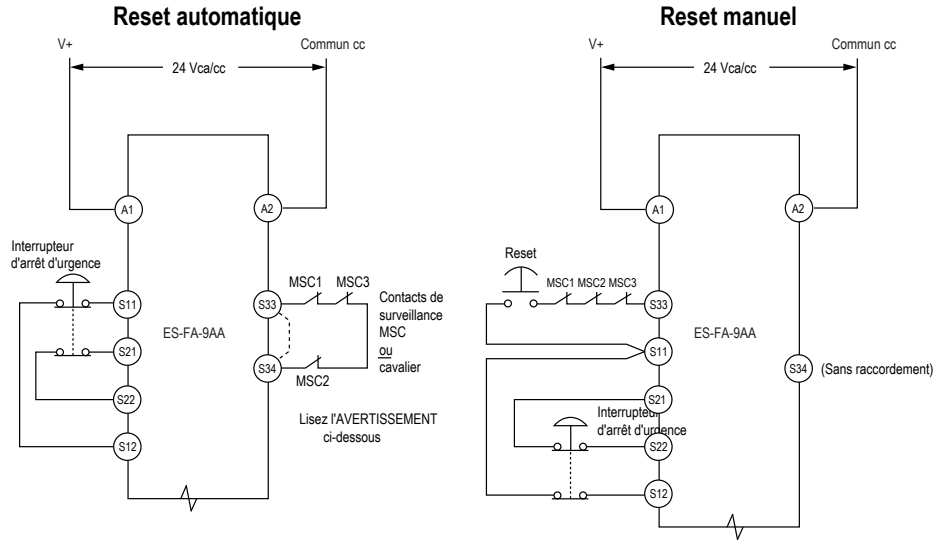 Reset automatique
V+
Commun cc
24 Vca/cc
A1
A2
Interrupteur
d'arrêt d'urgence
S11
S21
S22
S12
ES-FA-9AA
S33
S34
MSC1
MSC3
MSC2
Contacts de
surveillance
MSC
ou
cavalier
Lisez l'AVERTISSEMENT
ci-dessous
Reset manuel
V+
Commun cc
24 Vca/cc
A1
A2
Reset
MSC1
MSC2
MSC3
S33
S11
ES-FA-9AA
S34
(Sans raccordement)
S21
Interrupteur
d'arrêt d'urgence
S22
S12